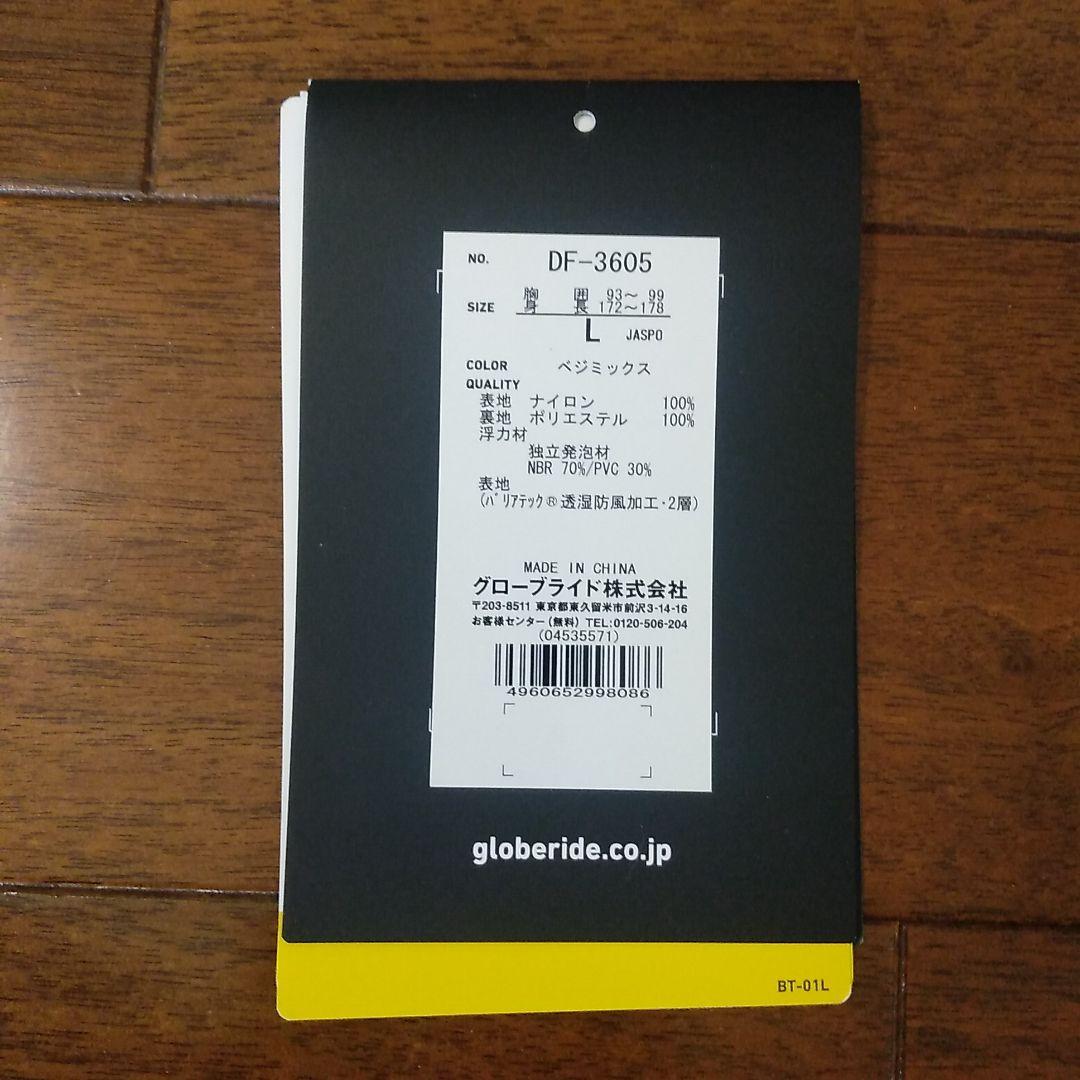 NO. DF-3605
胸 囲 93～ 99
SIZE 身 長 172～178
L JASPO
COLOR ベジミックス
QUALITY
表地 ナイロン 100%
裏地 ポリエステル 100%
浮力材
独立発泡材
NBR 70%/PVC 30%
表地
(ﾊﾞﾘｱﾃｯｸ®透湿防風加工･2層)
MADE IN CHINA
グローブライド株式会社
〒203-8511 東京都東久留米市前沢3-14-16
お客様センター(無料) TEL:0120-506-204
(04535571)
4960652998086
globeride.co.jp
BT-01L